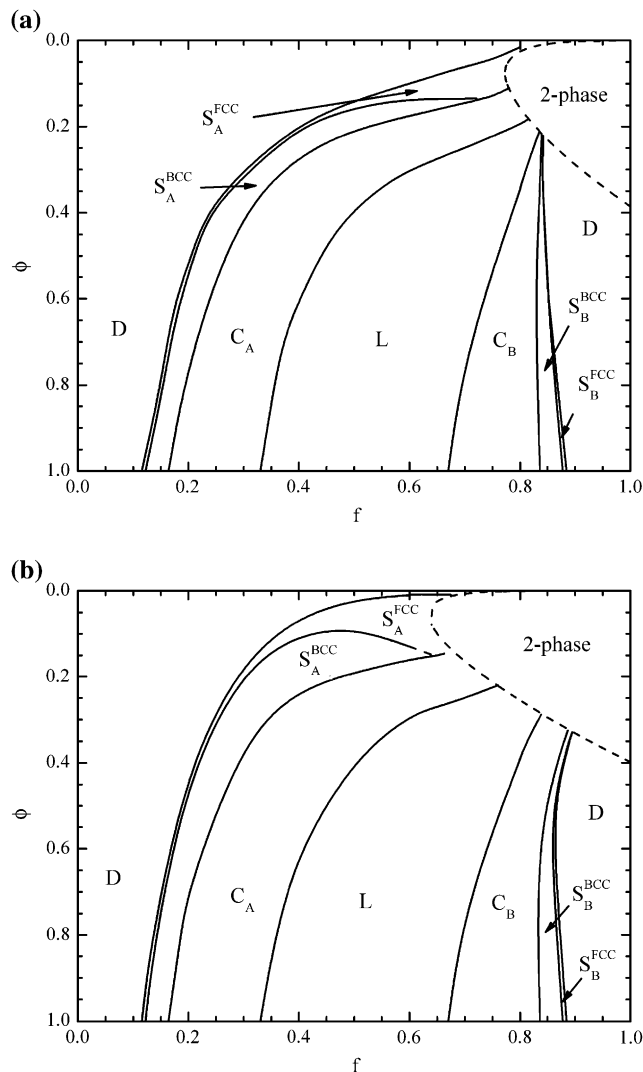 (a)
0.0
0.2
0.4
0.6
0.8
1.0
ϕ
S_A^FCC
S_A^BCC
2-phase
D
D
C_A
L
C_B
S_B^BCC
S_B^FCC
0.0 0.2 0.4 0.6 0.8 1.0
f
(b)
0.0
0.2
0.4
0.6
0.8
1.0
ϕ
S_A^FCC
S_A^BCC
2-phase
D
D
C_A
L
C_B
S_B^BCC
S_B^FCC
0.0 0.2 0.4 0.6 0.8 1.0
f